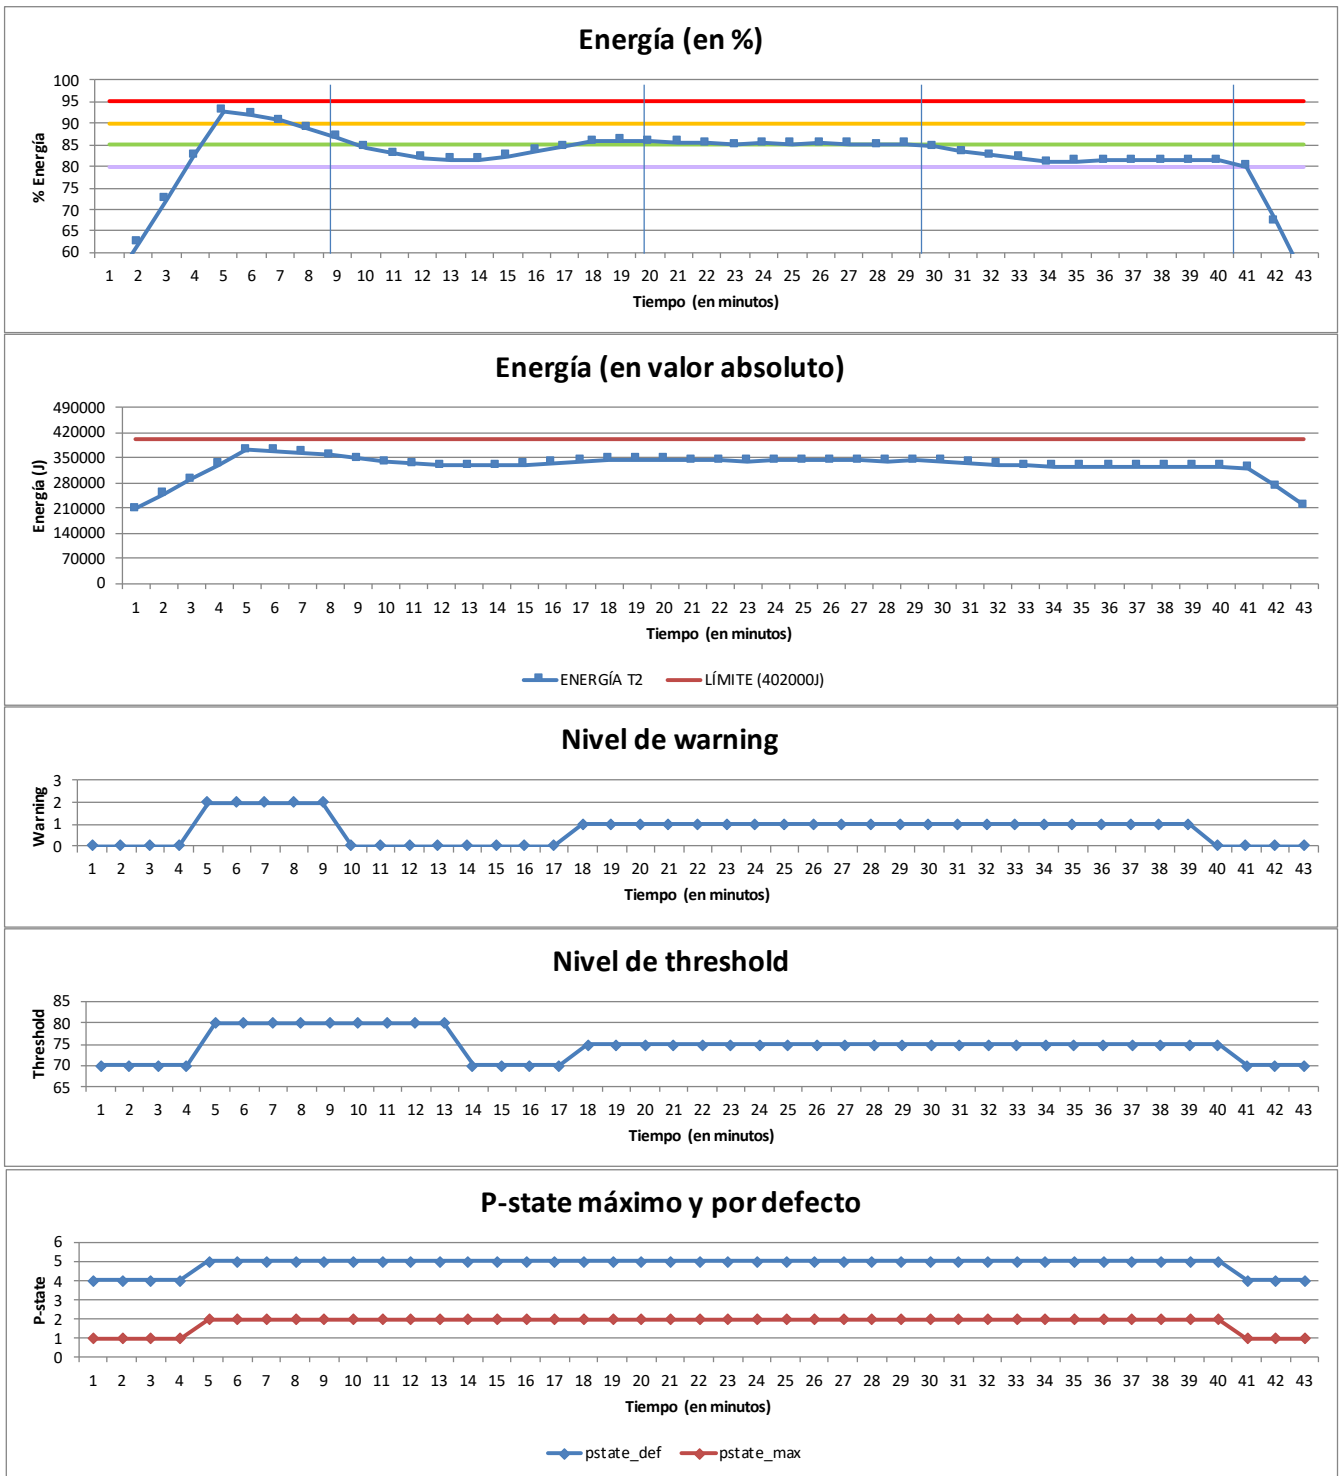 Energía (en %)
100
95
90
85
80
75
70
65
60
% Energía
1 2 3 4 5 6 7 8 9 10 11 12 13 14 15 16 17 18 19 20 21 22 23 24 25 26 27 28 29 30 31 32 33 34 35 36 37 38 39 40 41 42 43
Tiempo (en minutos)
Energía (en valor absoluto)
490000
420000
350000
280000
210000
140000
70000
0
Energía (J)
1 2 3 4 5 6 7 8 9 10 11 12 13 14 15 16 17 18 19 20 21 22 23 24 25 26 27 28 29 30 31 32 33 34 35 36 37 38 39 40 41 42 43
Tiempo (en minutos)
ENERGÍA T2 LÍMITE (402000J)
Nivel de warning
3
2
1
0
Warning
1 2 3 4 5 6 7 8 9 10 11 12 13 14 15 16 17 18 19 20 21 22 23 24 25 26 27 28 29 30 31 32 33 34 35 36 37 38 39 40 41 42 43
Tiempo (en minutos)
Nivel de threshold
85
80
75
70
65
Threshold
1 2 3 4 5 6 7 8 9 10 11 12 13 14 15 16 17 18 19 20 21 22 23 24 25 26 27 28 29 30 31 32 33 34 35 36 37 38 39 40 41 42 43
Tiempo (en minutos)
P-state máximo y por defecto
6
5
4
3
2
1
0
P-state
1 2 3 4 5 6 7 8 9 10 11 12 13 14 15 16 17 18 19 20 21 22 23 24 25 26 27 28 29 30 31 32 33 34 35 36 37 38 39 40 41 42 43
Tiempo (en minutos)
pstate_def pstate_max